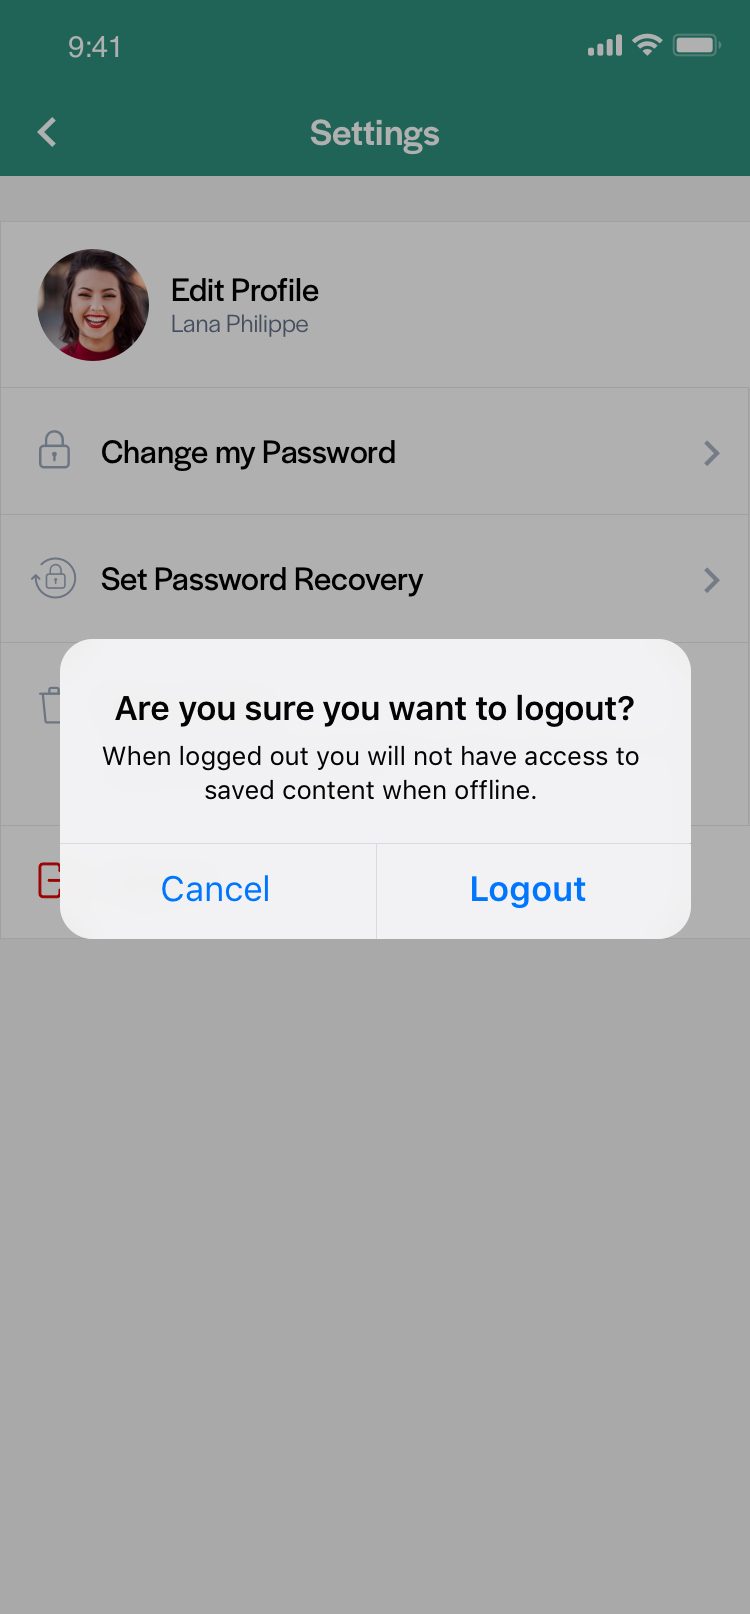 9:41
Settings
Edit Profile
Lana Philippe
Change my Password
Set Password Recovery
Are you sure you want to logout?
When logged out you will not have access to
saved content when offline.
Cancel
Logout